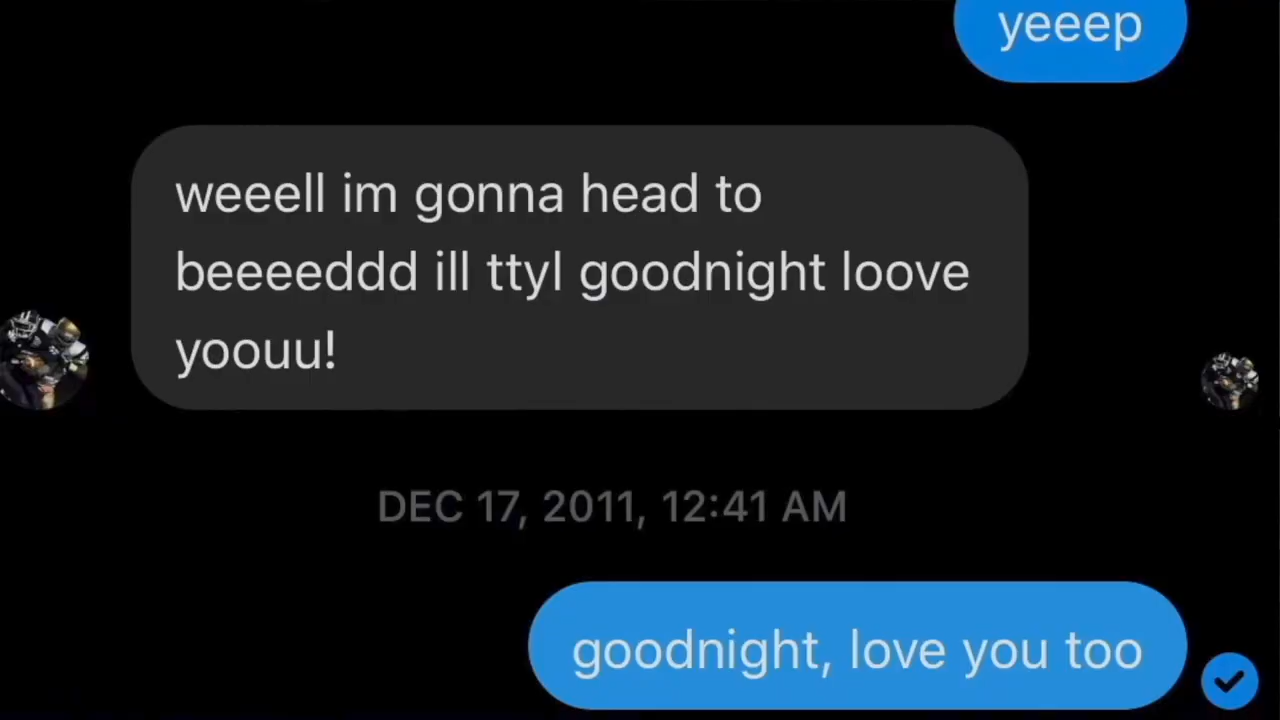 yeeep
weeell im gonna head to
beeeeddd ill ttyl goodnight loove
yoouu!
DEC 17, 2011, 12:41 AM
goodnight, love you too